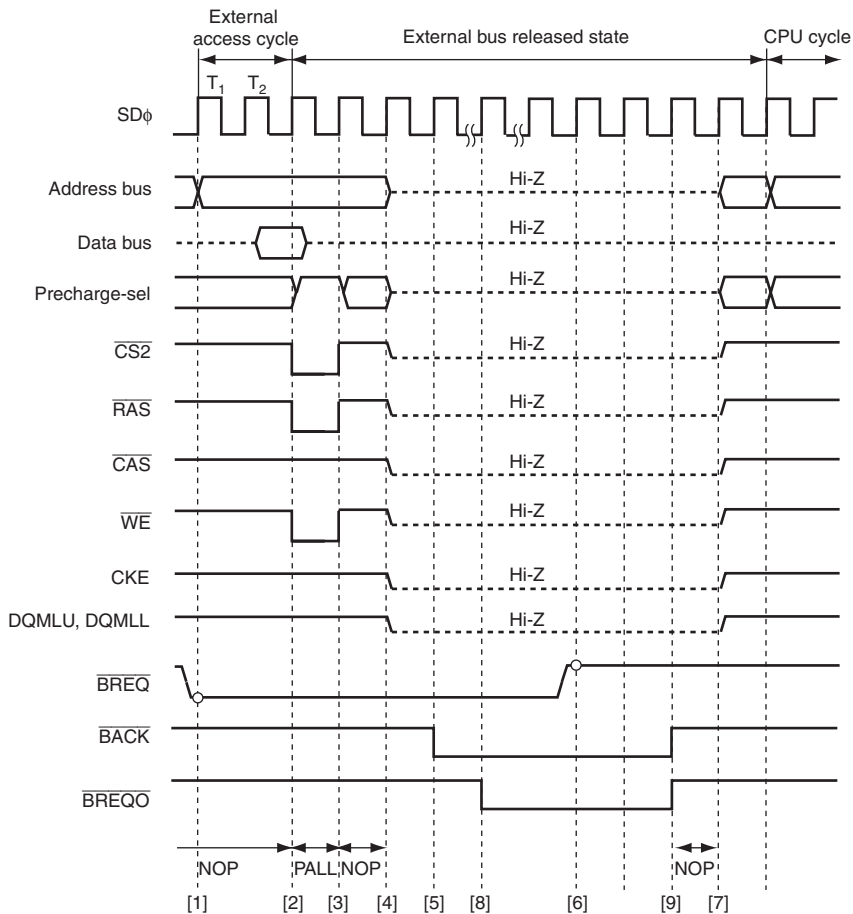 External
access cycle
External bus released state
CPU cycle
T1
T2
SDϕ
Address bus
Hi-Z
Data bus
Hi-Z
Precharge-sel
Hi-Z
CS2
Hi-Z
RAS
Hi-Z
CAS
Hi-Z
WE
Hi-Z
CKE
Hi-Z
DQMLU, DQMLL
Hi-Z
BREQ
BACK
BREQO
NOP
PALL
NOP
NOP
[1]
[2]
[3]
[4]
[5]
[8]
[6]
[9]
[7]